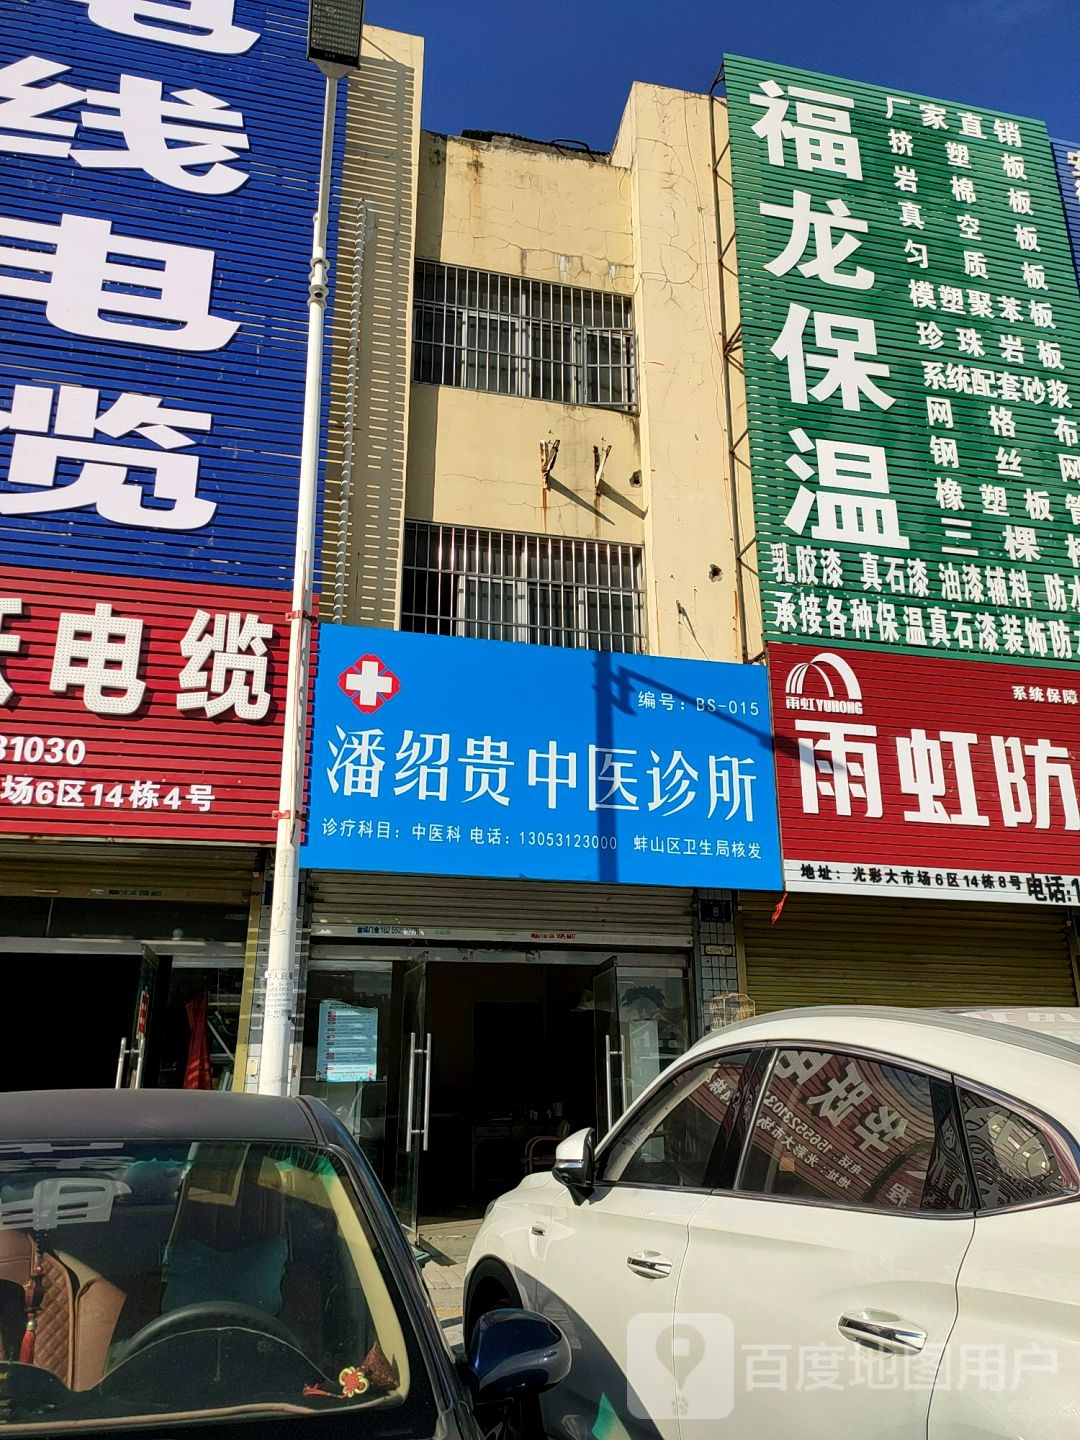 电
线
电
览
电缆
31030
场6区14栋4号
福龙保温
厂家直销
挤塑板
岩棉板
真空板
匀质板
模塑聚苯板
珍珠岩板
系统配套砂浆
网格布
钢丝网
橡塑板管
三棵
乳胶漆 真石漆 油漆辅料 防水
承接各种保温真石漆装饰防水
编号：BS-015
潘绍贵中医诊所
诊疗科目：中医科 电话：13053123000 蚌山区卫生局核发
雨虹YUHONG
系统保障
雨虹防
地址：光彩大市场6区14栋8号 电话:1
8
百度地图用户